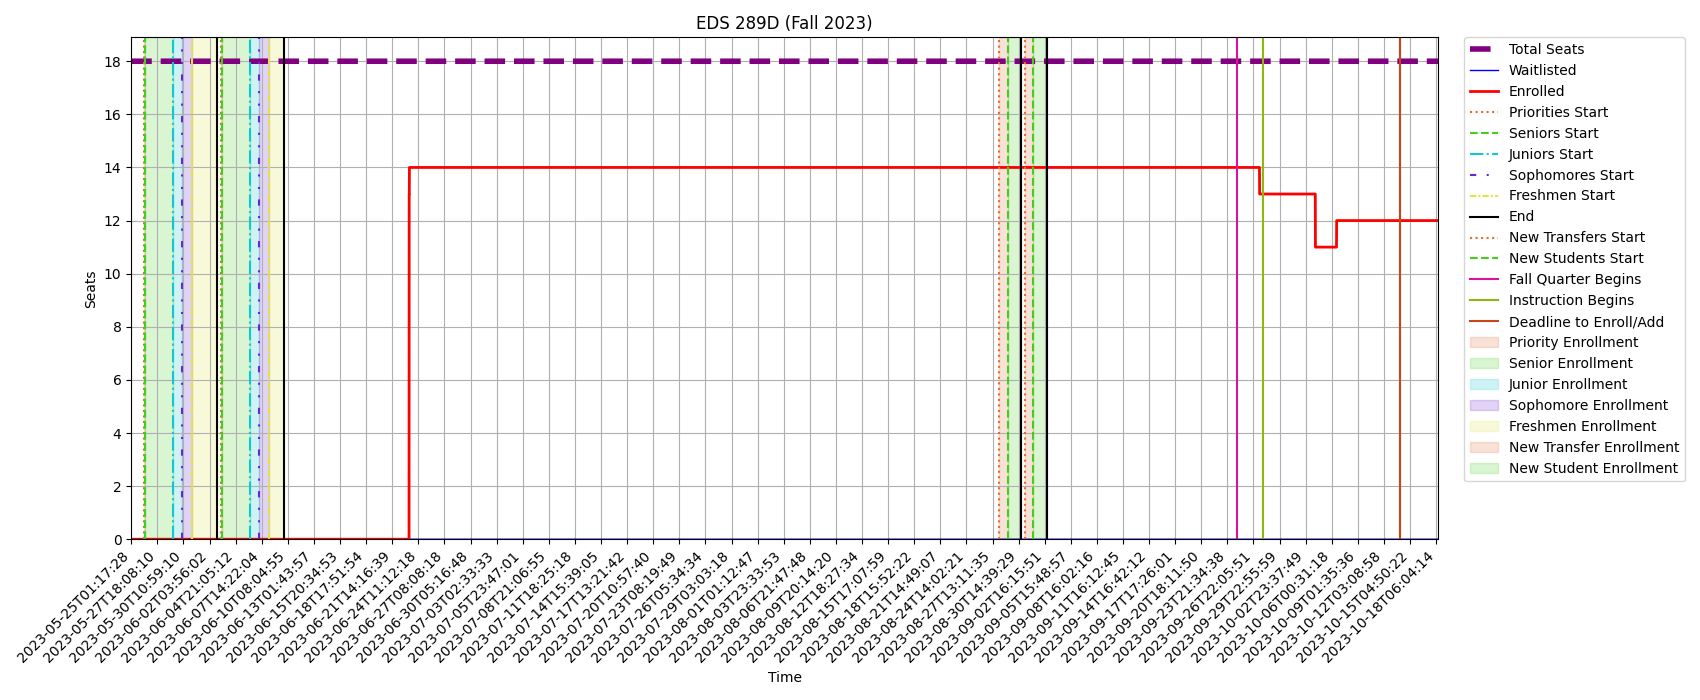 EDS 289D (Fall 2023)
Seats
18
16
14
12
10
8
6
4
2
0
2023-05-25T01:17:28
2023-05-27T18:08:10
2023-05-30T10:59:10
2023-06-02T03:56:02
2023-06-04T21:05:12
2023-06-07T14:22:04
2023-06-10T08:04:55
2023-06-13T01:43:57
2023-06-15T20:34:53
2023-06-18T17:51:54
2023-06-21T14:16:39
2023-06-24T11:12:18
2023-06-27T08:08:18
2023-06-30T05:16:48
2023-07-03T02:33:33
2023-07-05T23:47:01
2023-07-08T21:06:55
2023-07-11T18:25:18
2023-07-14T15:39:05
2023-07-17T13:21:42
2023-07-20T10:57:40
2023-07-23T08:19:49
2023-07-26T05:34:34
2023-07-29T03:03:18
2023-08-01T01:12:47
2023-08-03T23:33:53
2023-08-06T21:47:48
2023-08-09T20:14:20
2023-08-12T18:27:34
2023-08-15T17:07:59
2023-08-18T15:52:22
2023-08-21T14:49:07
2023-08-24T14:02:21
2023-08-27T13:11:35
2023-08-30T14:39:29
2023-09-02T16:15:51
2023-09-05T15:48:57
2023-09-08T16:02:16
2023-09-11T16:12:45
2023-09-14T16:42:12
2023-09-17T17:26:01
2023-09-20T18:11:50
2023-09-23T21:34:38
2023-09-26T22:05:51
2023-09-29T22:55:59
2023-10-02T23:37:49
2023-10-06T00:31:18
2023-10-09T01:35:36
2023-10-12T03:08:58
2023-10-15T04:50:22
2023-10-18T06:04:14
Time
Total Seats
Waitlisted
Enrolled
Priorities Start
Seniors Start
Juniors Start
Sophomores Start
Freshmen Start
End
New Transfers Start
New Students Start
Fall Quarter Begins
Instruction Begins
Deadline to Enroll/Add
Priority Enrollment
Senior Enrollment
Junior Enrollment
Sophomore Enrollment
Freshmen Enrollment
New Transfer Enrollment
New Student Enrollment